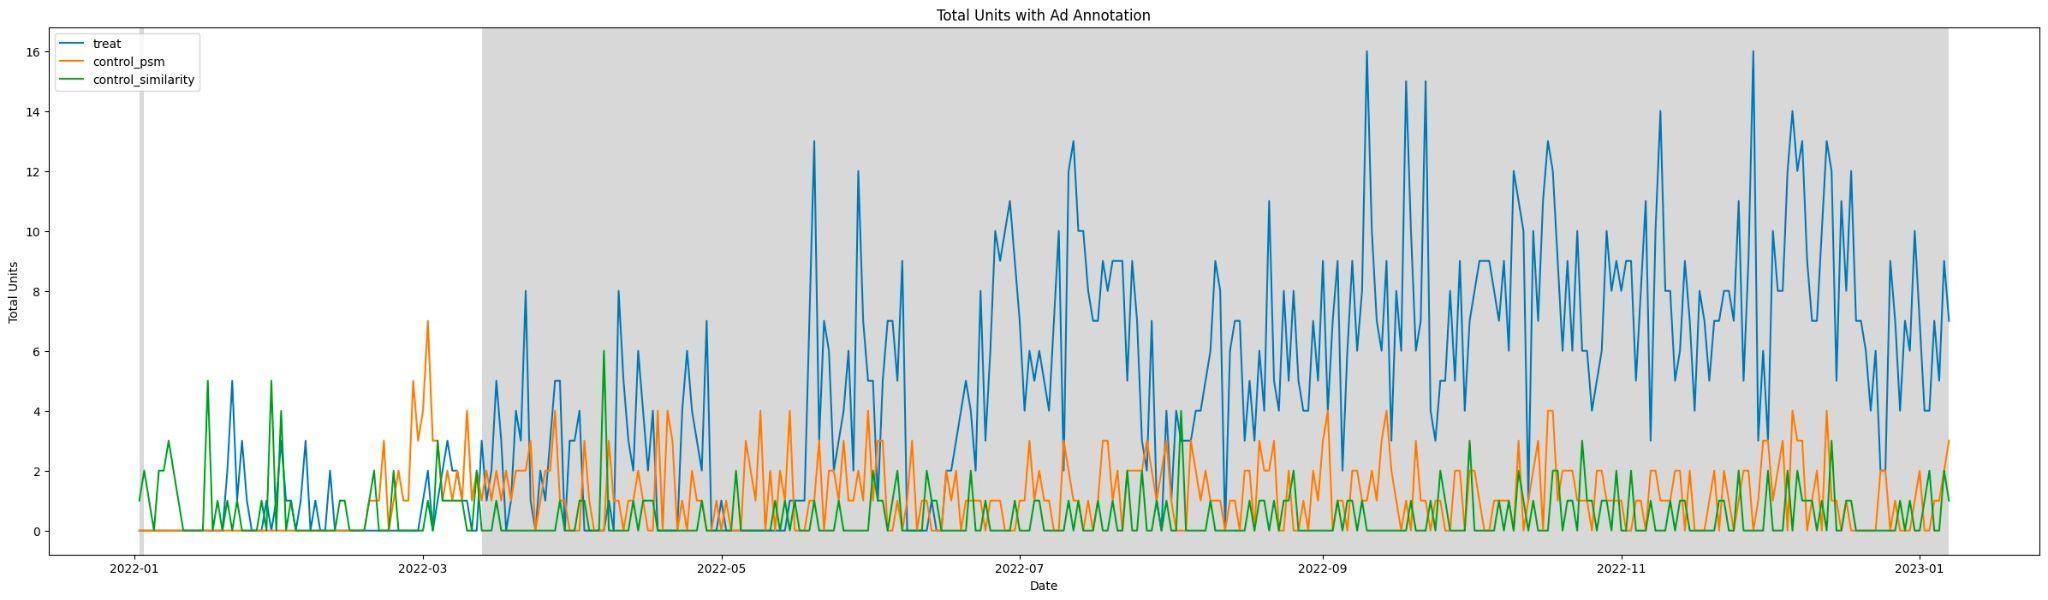 Total Units with Ad Annotation
treat
control_psm
control_similarity
Total Units
16
14
12
10
8
6
4
2
0
2022-01
2022-03
2022-05
2022-07
2022-09
2022-11
2023-01
Date